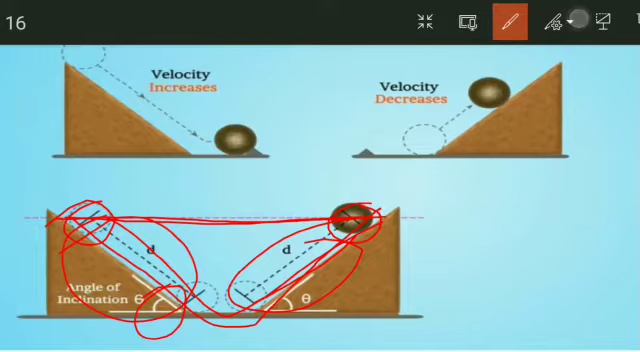 16
Velocity
Increases
Velocity
Decreases
d
d
Angle of
Inclination θ
θ